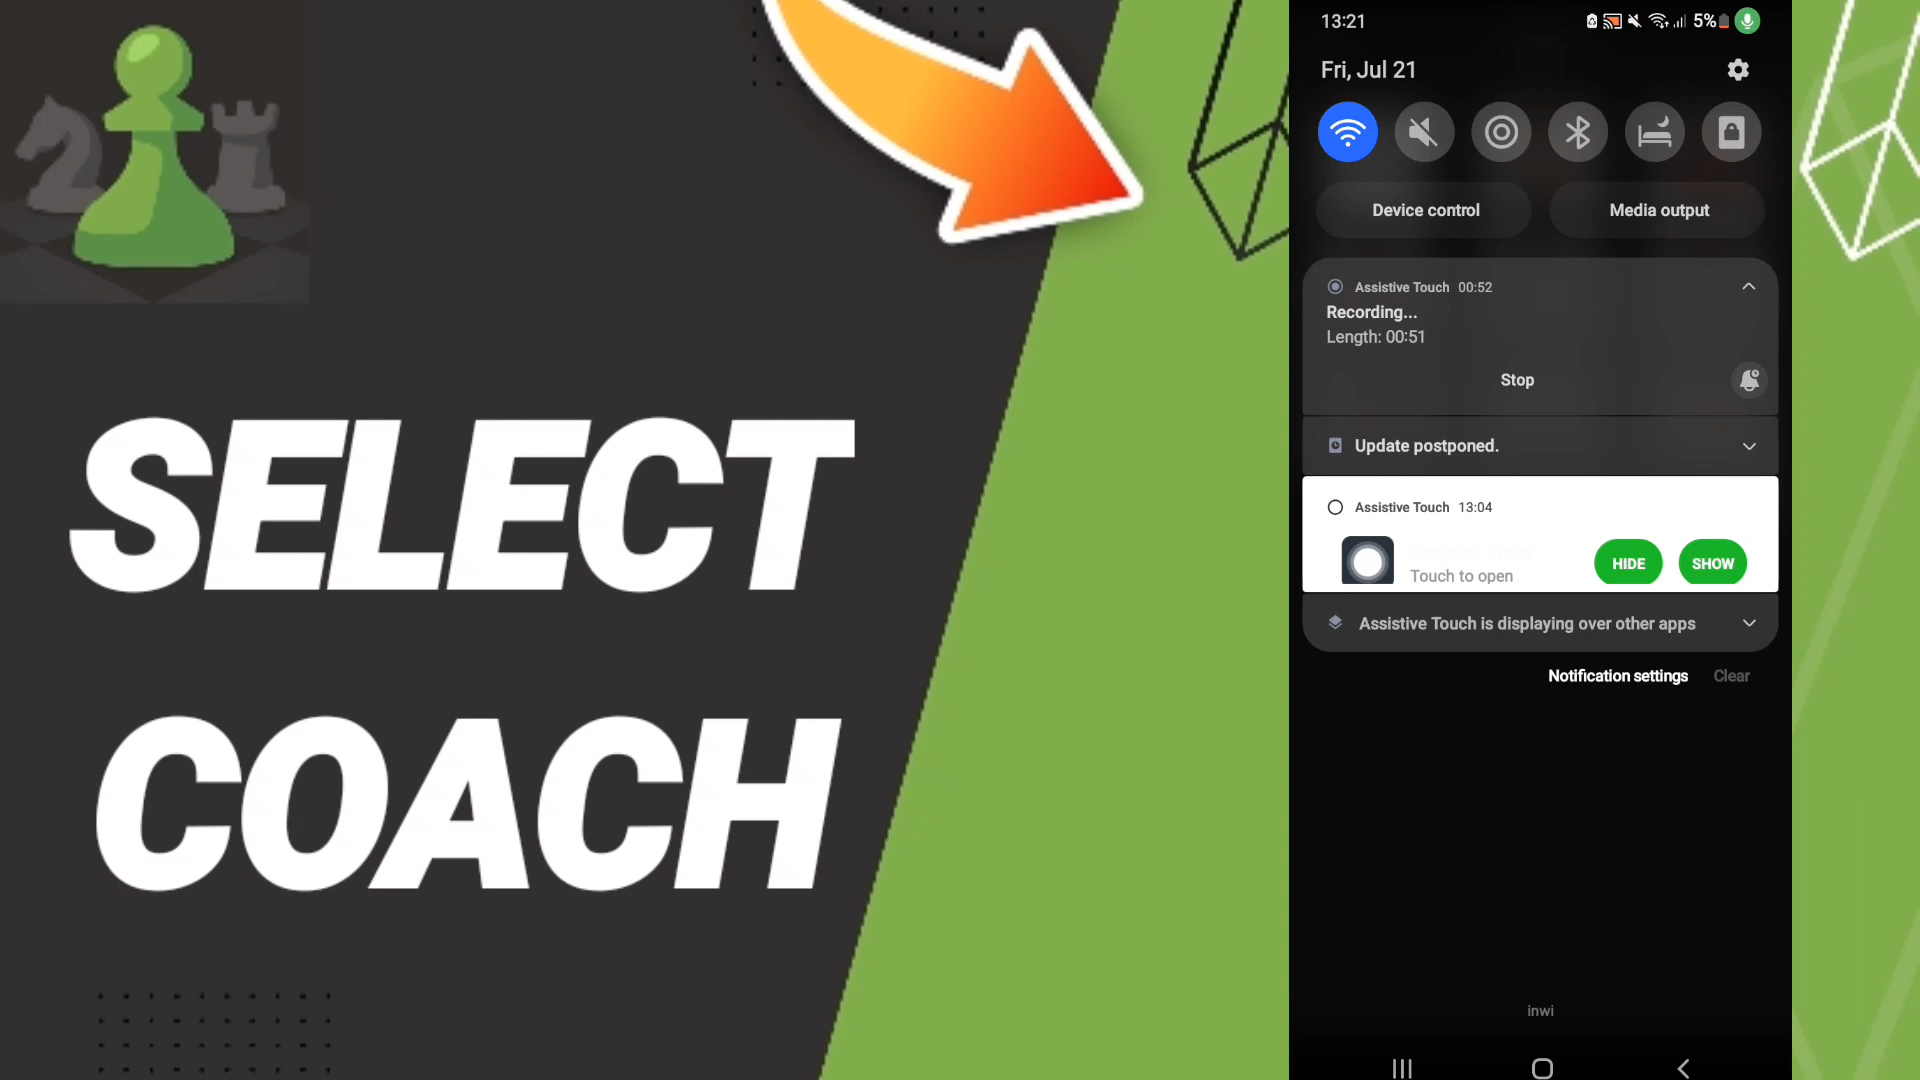 SELECT
COACH
13:21
5%
Fri, Jul 21
Device control
Media output
Assistive Touch 00:52
Recording...
Length: 00:51
Stop
Update postponed.
Assistive Touch 13:04
Assistive Touch
Touch to open
HIDE
SHOW
Assistive Touch is displaying over other apps
Notification settings
Clear
inwi